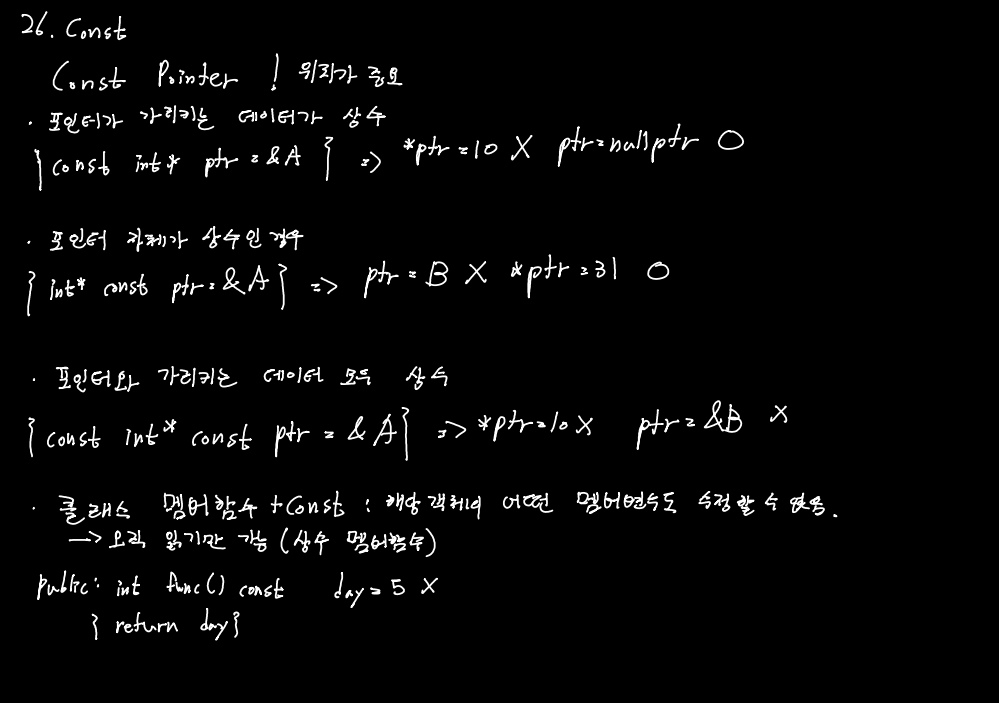 26. Const
Const Pointer ! 위치가 중요
· 포인터가 가리키는 데이터가 상수
{ const int* ptr = &A } => *ptr = 10 X ptr = nullptr O
· 포인터 자체가 상수인 경우
{ int* const ptr = &A } => ptr = B X *ptr = 31 O
· 포인터와 가리키는 데이터 모두 상수
{ const int* const ptr = &A } => *ptr = 10 X ptr = &B X
· 클래스 멤버함수 + Const : 해당 객체의 어떤 멤버변수도 수정할 수 없음.
-> 오직 읽기만 가능 (상수 멤버함수)
public: int func() const day = 5 X
{ return day }